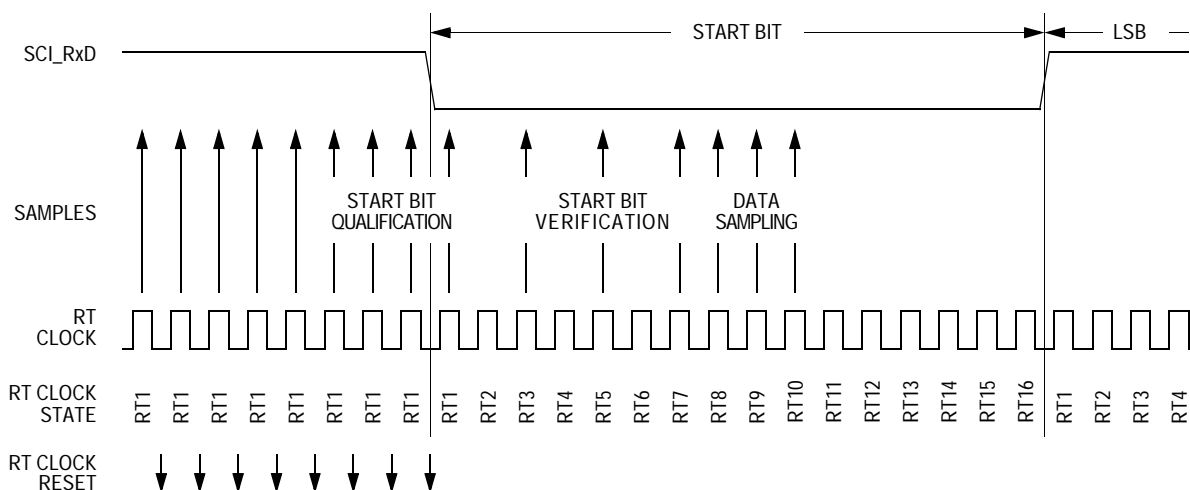 START BIT
LSB
SCI_RxD
SAMPLES
START BIT
QUALIFICATION
START BIT
VERIFICATION
DATA
SAMPLING
RT
CLOCK
RT CLOCK
STATE
RT1 RT1 RT1 RT1 RT1 RT1 RT1 RT1 RT1 RT2 RT3 RT4 RT5 RT6 RT7 RT8 RT9 RT10 RT11 RT12 RT13 RT14 RT15 RT16 RT1 RT2 RT3 RT4
RT CLOCK
RESET